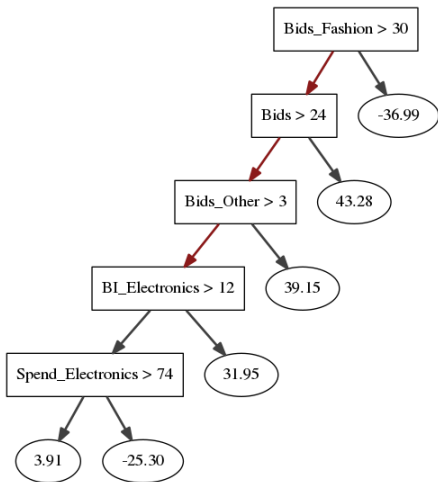 Bids_Fashion > 30
Bids > 24
-36.99
Bids_Other > 3
43.28
BI_Electronics > 12
39.15
Spend_Electronics > 74
31.95
3.91
-25.30